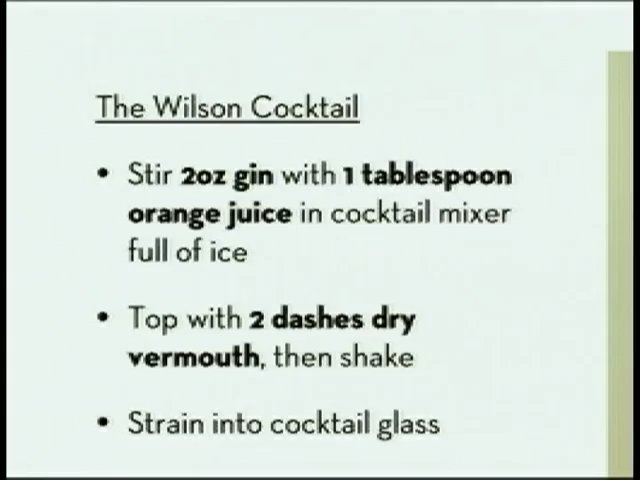 The Wilson Cocktail
• Stir 2oz gin with 1 tablespoon
orange juice in cocktail mixer
full of ice
• Top with 2 dashes dry
vermouth, then shake
• Strain into cocktail glass